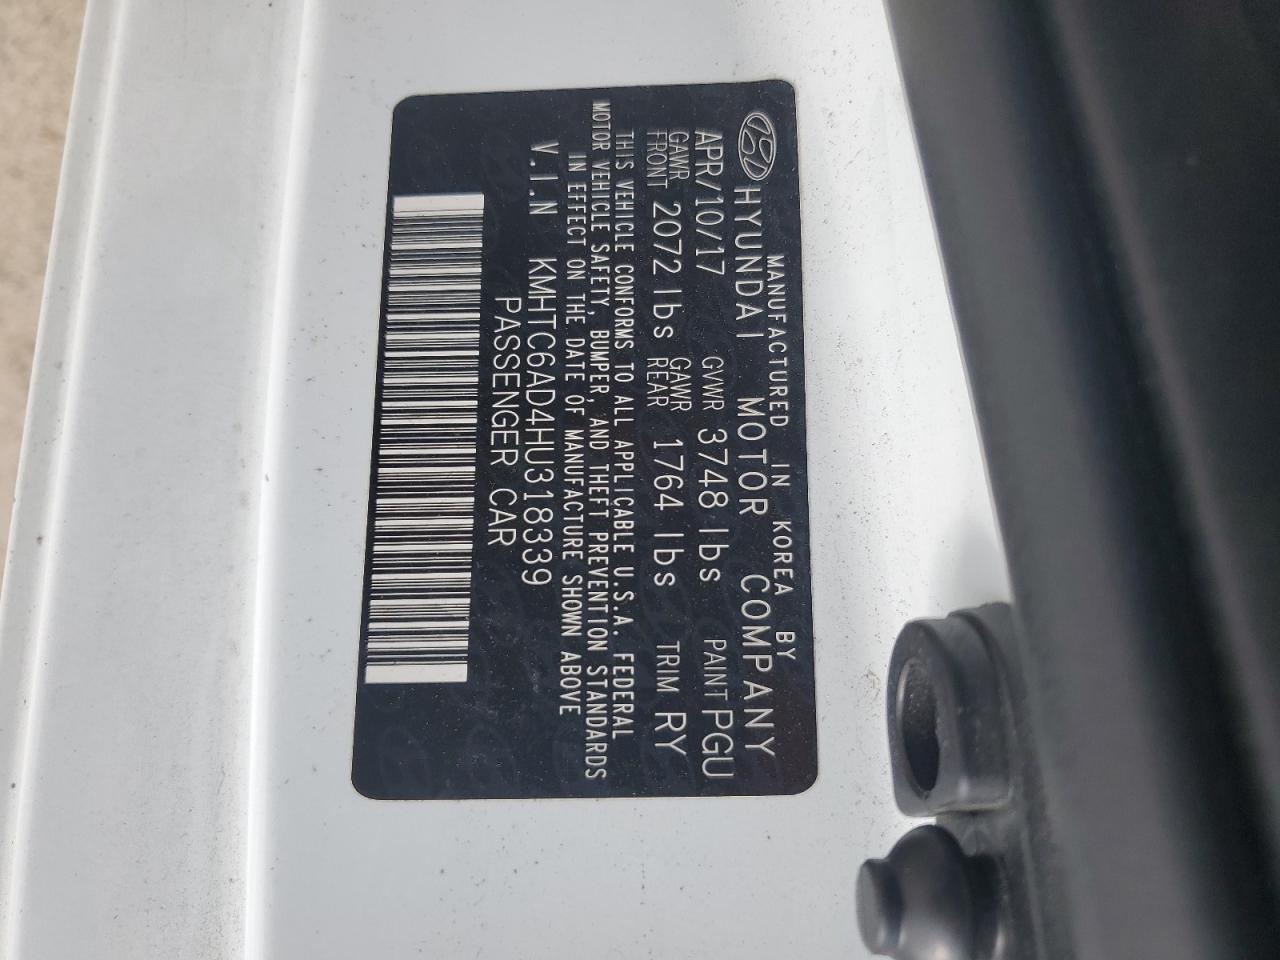 MANUFACTURED IN KOREA BY
HYUNDAI MOTOR COMPANY
APR/10/17 GVWR 3748 lbs PAINT PGU
GAWR FRONT 2072 lbs GAWR REAR 1764 lbs TRIM RY
THIS VEHICLE CONFORMS TO ALL APPLICABLE U.S.A. FEDERAL
MOTOR VEHICLE SAFETY, BUMPER, AND THEFT PREVENTION STANDARDS
IN EFFECT ON THE DATE OF MANUFACTURE SHOWN ABOVE
V.I.N KMHTC6AD4HU318339
PASSENGER CAR